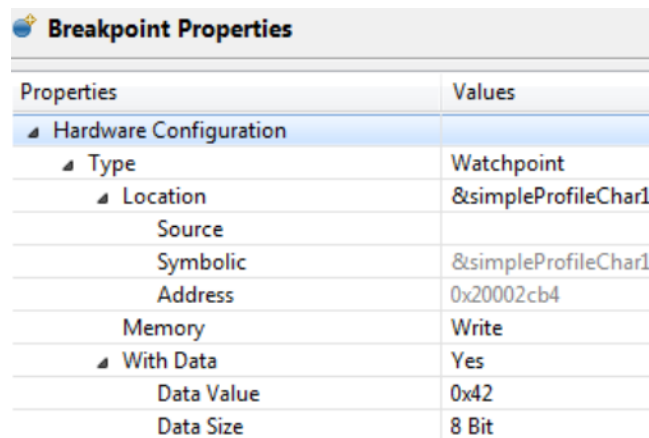 Breakpoint Properties
Properties Values
Hardware Configuration
Type Watchpoint
Location &simpleProfileChar1
Source
Symbolic &simpleProfileChar1
Address 0x20002cb4
Memory Write
With Data Yes
Data Value 0x42
Data Size 8 Bit